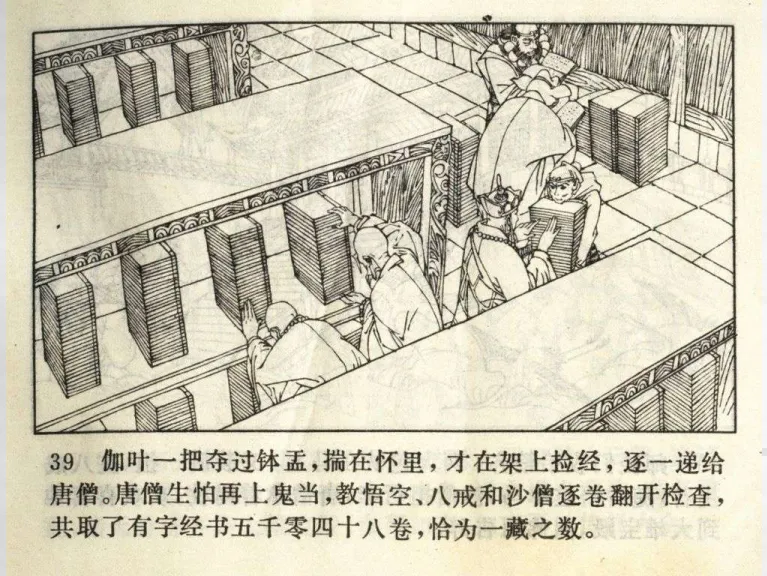 39 伽叶一把夺过钵盂，揣在怀里，才在架上捡经，逐一递给
唐僧。唐僧生怕再上鬼当，教悟空、八戒和沙僧逐卷翻开检查，
共取了有字经书五千零四十八卷，恰为一藏之数。